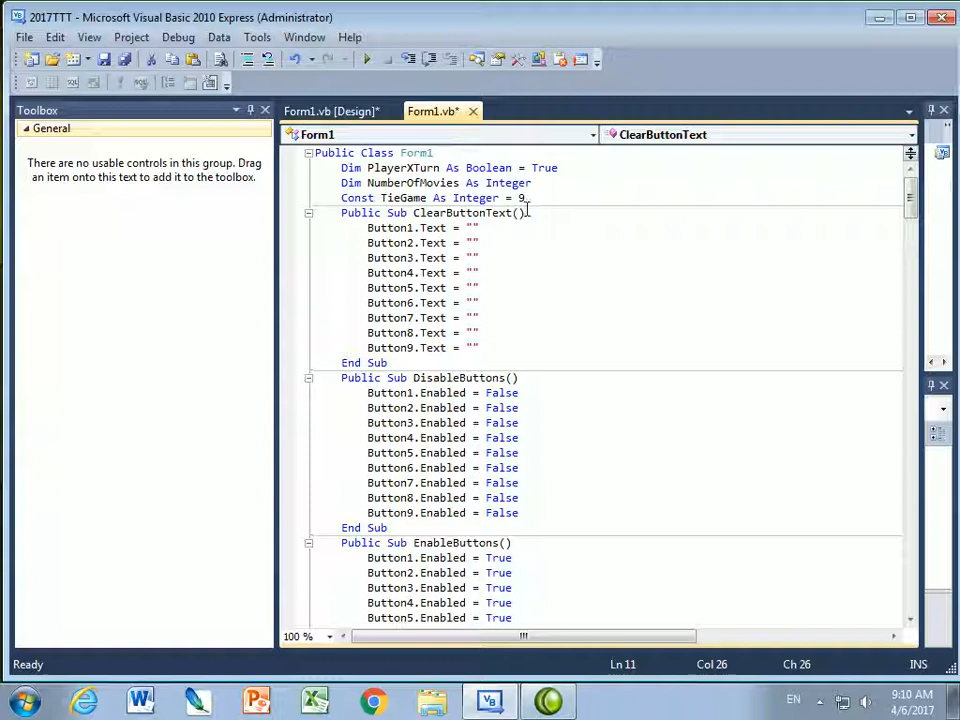 2017TTT - Microsoft Visual Basic 2010 Express (Administrator)
File Edit View Project Debug Data Tools Window Help
Toolbox
General
There are no usable controls in this group. Drag
an item onto this text to add it to the toolbox.
Form1.vb [Design]* Form1.vb*
Form1 ClearButtonText
Public Class Form1
Dim PlayerXTurn As Boolean = True
Dim NumberOfMovies As Integer
Const TieGame As Integer = 9
Public Sub ClearButtonText()
Button1.Text = ""
Button2.Text = ""
Button3.Text = ""
Button4.Text = ""
Button5.Text = ""
Button6.Text = ""
Button7.Text = ""
Button8.Text = ""
Button9.Text = ""
End Sub
Public Sub DisableButtons()
Button1.Enabled = False
Button2.Enabled = False
Button3.Enabled = False
Button4.Enabled = False
Button5.Enabled = False
Button6.Enabled = False
Button7.Enabled = False
Button8.Enabled = False
Button9.Enabled = False
End Sub
Public Sub EnableButtons()
Button1.Enabled = True
Button2.Enabled = True
Button3.Enabled = True
Button4.Enabled = True
Button5.Enabled = True
100 %
Ready Ln 11 Col 26 Ch 26 INS
EN 9:10 AM
4/6/2017